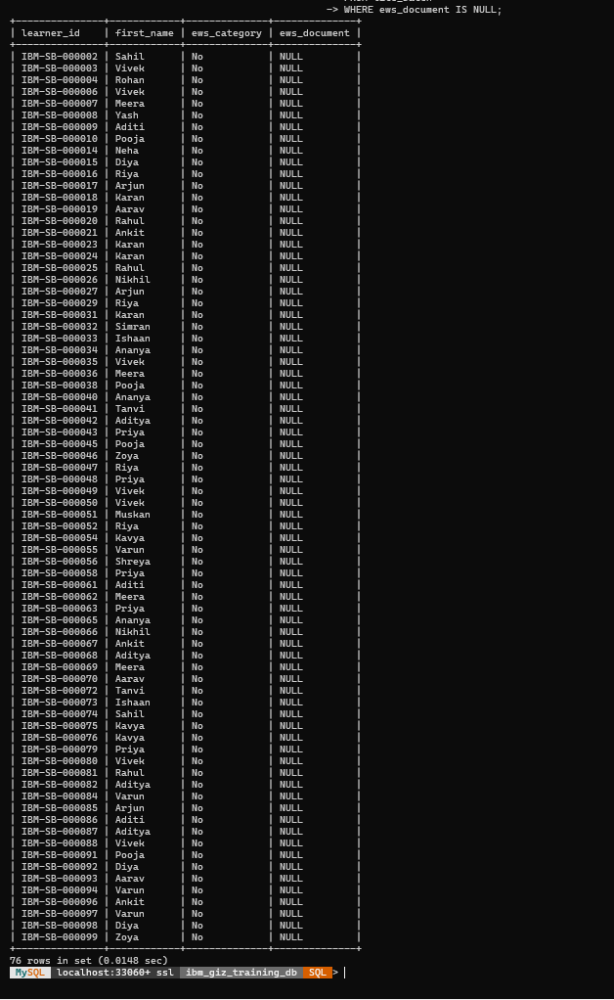 -> WHERE ews_document IS NULL;
| learner_id | first_name | ews_category | ews_document |
| IBM-SB-000002 | Sahil | No | NULL |
| IBM-SB-000003 | Vivek | No | NULL |
| IBM-SB-000004 | Rohan | No | NULL |
| IBM-SB-000006 | Vivek | No | NULL |
| IBM-SB-000007 | Meera | No | NULL |
| IBM-SB-000008 | Yash | No | NULL |
| IBM-SB-000009 | Aditi | No | NULL |
| IBM-SB-000010 | Pooja | No | NULL |
| IBM-SB-000014 | Neha | No | NULL |
| IBM-SB-000015 | Diya | No | NULL |
| IBM-SB-000016 | Riya | No | NULL |
| IBM-SB-000017 | Arjun | No | NULL |
| IBM-SB-000018 | Karan | No | NULL |
| IBM-SB-000019 | Aarav | No | NULL |
| IBM-SB-000020 | Rahul | No | NULL |
| IBM-SB-000021 | Ankit | No | NULL |
| IBM-SB-000023 | Karan | No | NULL |
| IBM-SB-000024 | Karan | No | NULL |
| IBM-SB-000025 | Rahul | No | NULL |
| IBM-SB-000026 | Nikhil | No | NULL |
| IBM-SB-000027 | Arjun | No | NULL |
| IBM-SB-000029 | Riya | No | NULL |
| IBM-SB-000031 | Karan | No | NULL |
| IBM-SB-000032 | Simran | No | NULL |
| IBM-SB-000033 | Ishaan | No | NULL |
| IBM-SB-000034 | Ananya | No | NULL |
| IBM-SB-000035 | Vivek | No | NULL |
| IBM-SB-000036 | Meera | No | NULL |
| IBM-SB-000038 | Pooja | No | NULL |
| IBM-SB-000040 | Ananya | No | NULL |
| IBM-SB-000041 | Tanvi | No | NULL |
| IBM-SB-000042 | Aditya | No | NULL |
| IBM-SB-000043 | Priya | No | NULL |
| IBM-SB-000045 | Pooja | No | NULL |
| IBM-SB-000046 | Zoya | No | NULL |
| IBM-SB-000047 | Riya | No | NULL |
| IBM-SB-000048 | Priya | No | NULL |
| IBM-SB-000049 | Vivek | No | NULL |
| IBM-SB-000050 | Vivek | No | NULL |
| IBM-SB-000051 | Muskan | No | NULL |
| IBM-SB-000052 | Riya | No | NULL |
| IBM-SB-000054 | Kavya | No | NULL |
| IBM-SB-000055 | Varun | No | NULL |
| IBM-SB-000056 | Shreya | No | NULL |
| IBM-SB-000058 | Priya | No | NULL |
| IBM-SB-000061 | Aditi | No | NULL |
| IBM-SB-000062 | Meera | No | NULL |
| IBM-SB-000063 | Priya | No | NULL |
| IBM-SB-000065 | Ananya | No | NULL |
| IBM-SB-000066 | Nikhil | No | NULL |
| IBM-SB-000067 | Ankit | No | NULL |
| IBM-SB-000068 | Aditya | No | NULL |
| IBM-SB-000069 | Meera | No | NULL |
| IBM-SB-000070 | Aarav | No | NULL |
| IBM-SB-000072 | Tanvi | No | NULL |
| IBM-SB-000073 | Ishaan | No | NULL |
| IBM-SB-000074 | Sahil | No | NULL |
| IBM-SB-000075 | Kavya | No | NULL |
| IBM-SB-000076 | Kavya | No | NULL |
| IBM-SB-000079 | Priya | No | NULL |
| IBM-SB-000080 | Vivek | No | NULL |
| IBM-SB-000081 | Rahul | No | NULL |
| IBM-SB-000082 | Aditya | No | NULL |
| IBM-SB-000084 | Varun | No | NULL |
| IBM-SB-000085 | Arjun | No | NULL |
| IBM-SB-000086 | Aditi | No | NULL |
| IBM-SB-000087 | Aditya | No | NULL |
| IBM-SB-000088 | Vivek | No | NULL |
| IBM-SB-000091 | Pooja | No | NULL |
| IBM-SB-000092 | Diya | No | NULL |
| IBM-SB-000093 | Aarav | No | NULL |
| IBM-SB-000094 | Varun | No | NULL |
| IBM-SB-000096 | Ankit | No | NULL |
| IBM-SB-000097 | Varun | No | NULL |
| IBM-SB-000098 | Diya | No | NULL |
| IBM-SB-000099 | Zoya | No | NULL |
76 rows in set (0.0148 sec)
MySQL localhost:33060+ ssl ibm_giz_training_db SQL >